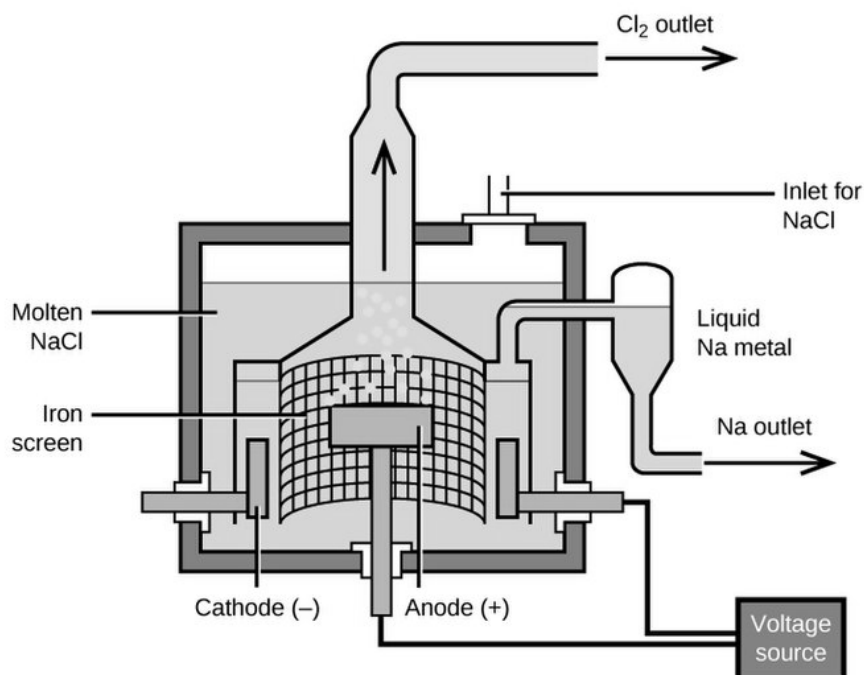 Cl₂ outlet
Inlet for
NaCl
Molten
NaCl
Liquid
Na metal
Iron
screen
Na outlet
Cathode (–)
Anode (+)
Voltage
source